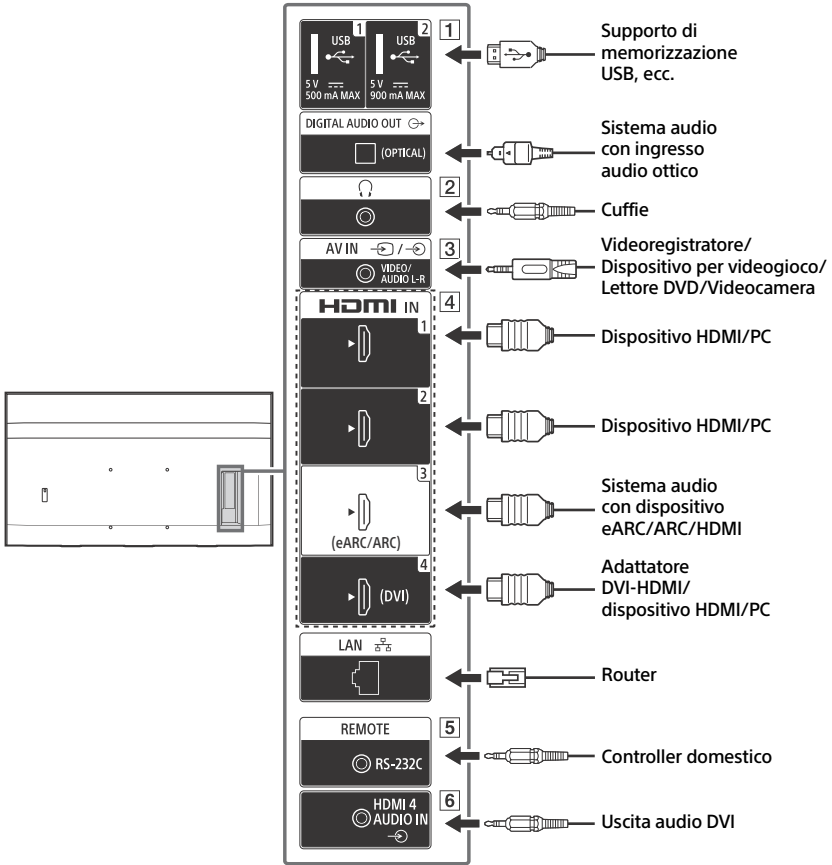 1
USB
5 V
500 mA MAX
2
USB
5 V
900 mA MAX
1
Supporto di
memorizzazione
USB, ecc.
DIGITAL AUDIO OUT
(OPTICAL)
Sistema audio
con ingresso
audio ottico
2
Cuffie
AV IN /
VIDEO/
AUDIO L-R
3
Videoregistratore/
Dispositivo per videogioco/
Lettore DVD/Videocamera
HDMI IN
4
1
Dispositivo HDMI/PC
2
Dispositivo HDMI/PC
3
(eARC/ARC)
Sistema audio
con dispositivo
eARC/ARC/HDMI
4
(DVI)
Adattatore
DVI-HDMI/
dispositivo HDMI/PC
LAN
Router
REMOTE
RS-232C
5
Controller domestico
HDMI 4
AUDIO IN
6
Uscita audio DVI